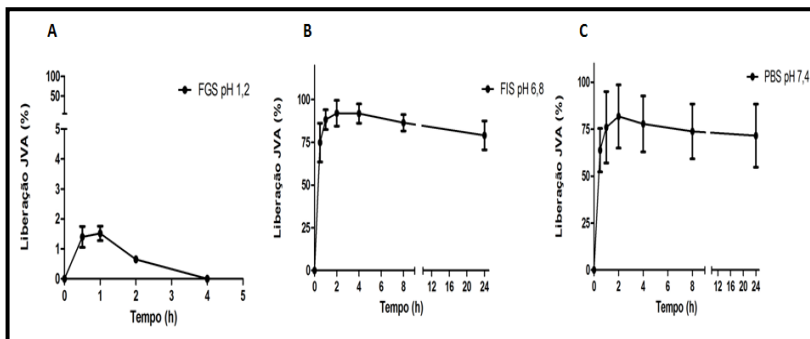 A
Liberação JVA (%)
100
50
5
4
3
2
1
0
FGS pH 1,2
0 1 2 3 4 5
Tempo (h)
B
Liberação JVA (%)
100
75
50
25
0
FIS pH 6,8
0 2 4 6 8 12 16 20 24
Tempo (h)
C
Liberação JVA (%)
100
75
50
25
0
PBS pH 7,4
0 2 4 6 8 12 16 20 24
Tempo (h)